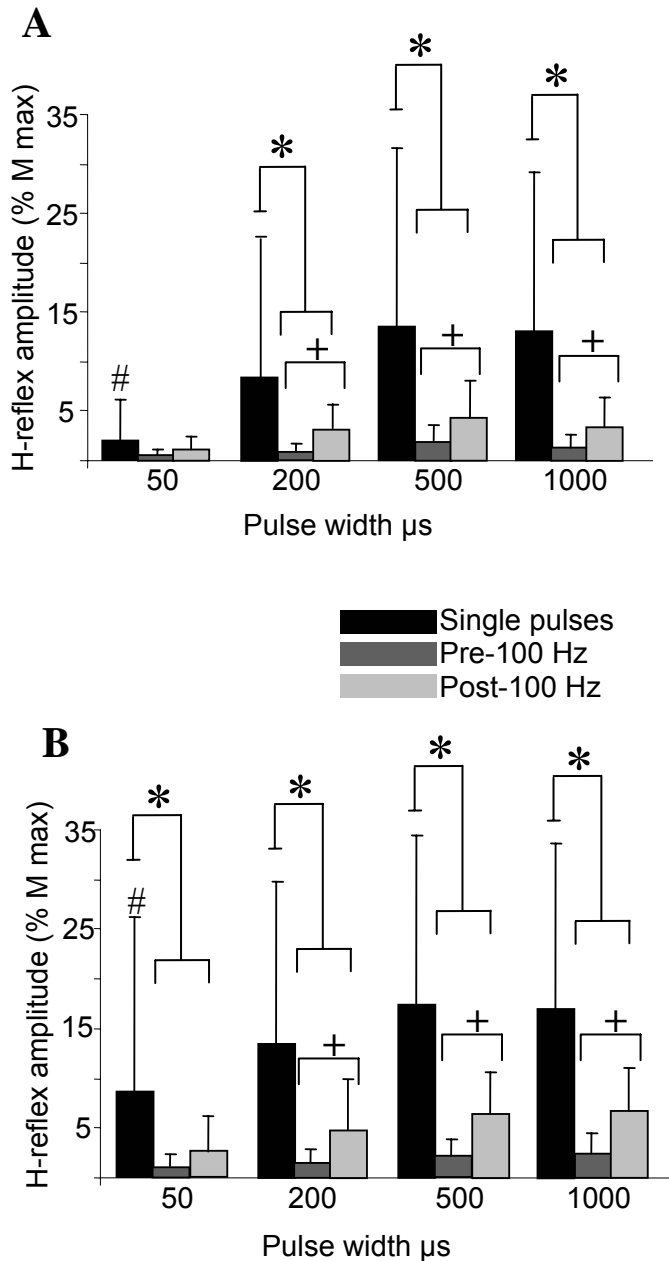 A
H-reflex amplitude (% M max)
35
25
15
5
#
*
+
*
+
*
+
50 200 500 1000
Pulse width µs
Single pulses
Pre-100 Hz
Post-100 Hz
B
H-reflex amplitude (% M max)
35
25
15
5
*
#
*
+
*
+
*
+
50 200 500 1000
Pulse width µs